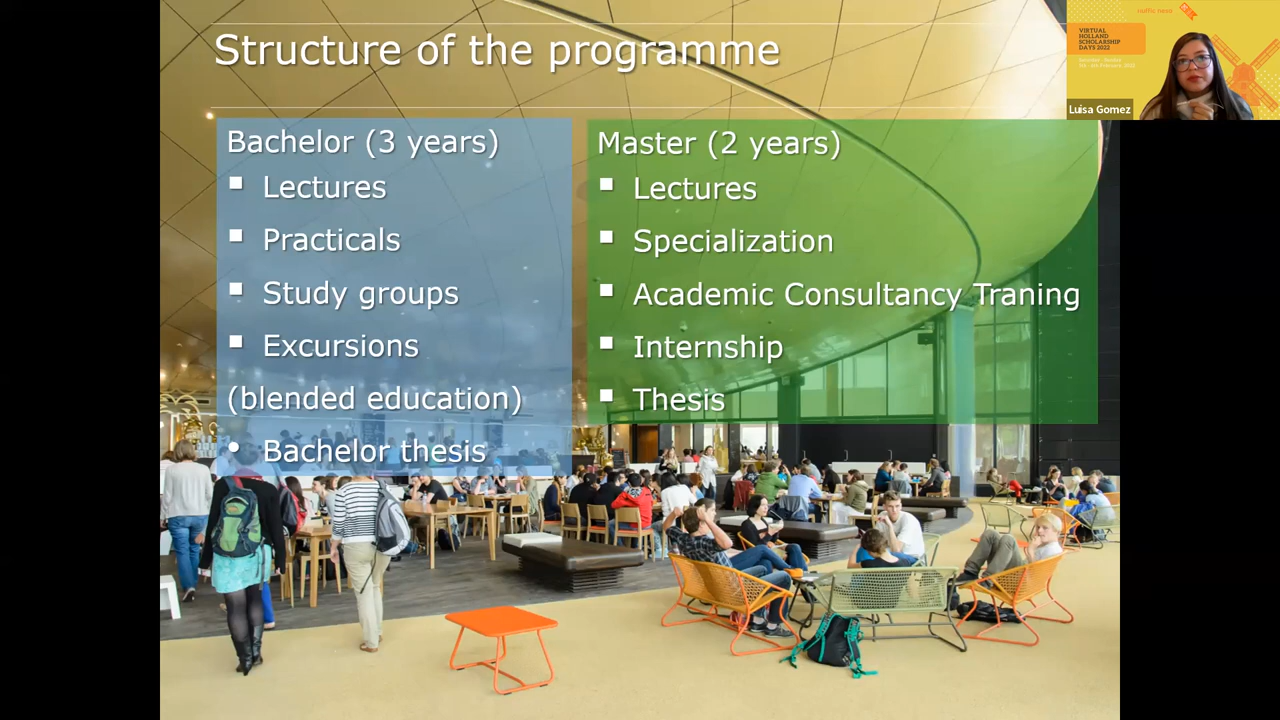 Structure of the programme
Bachelor (3 years)
▪ Lectures
▪ Practicals
▪ Study groups
▪ Excursions
(blended education)
• Bachelor thesis
Master (2 years)
▪ Lectures
▪ Specialization
▪ Academic Consultancy Traning
▪ Internship
▪ Thesis
VIRTUAL
HOLLAND
SCHOLARSHIP
DAYS 2022
Luisa Gomez